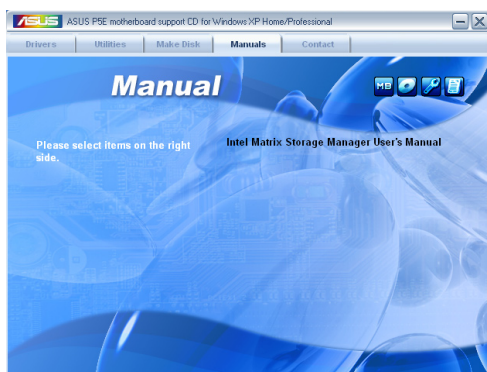 ASUS
ASUS P5E motherboard support CD for Windows XP Home/Professional
Drivers
Utilities
Make Disk
Manuals
Contact
Manual
MB
Please select items on the right
side.
Intel Matrix Storage Manager User's Manual